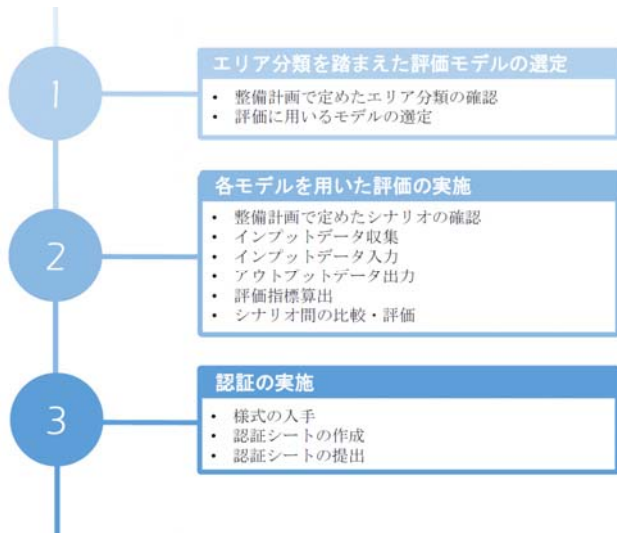 1
エリア分類を踏まえた評価モデルの選定
• 整備計画で定めたエリア分類の確認
• 評価に用いるモデルの選定
2
各モデルを用いた評価の実施
• 整備計画で定めたシナリオの確認
• インプットデータ収集
• インプットデータ入力
• アウトプットデータ出力
• 評価指標算出
• シナリオ間の比較・評価
3
認証の実施
• 様式の入手
• 認証シートの作成
• 認証シートの提出